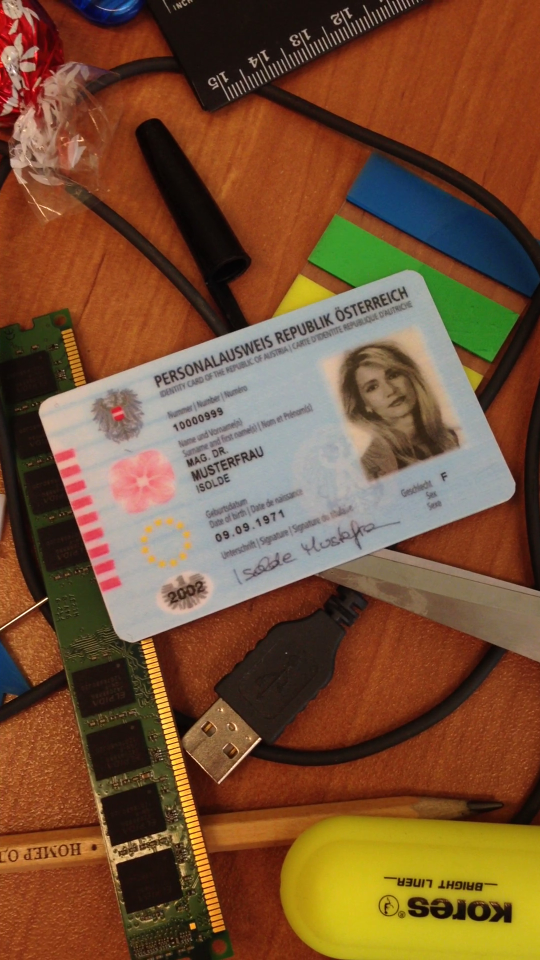 INCH
15 14 13 12
PERSONALAUSWEIS REPUBLIK ÖSTERREICH
IDENTITY CARD OF THE REPUBLIC OF AUSTRIA | CARTE D'IDENTITÉ REPUBLIQUE D'AUTRICHE
Nummer | Number | Numéro
10000999
Name und Vorname(n)
Surname and first name(s) | Nom et Prénom(s)
MAG. DR.
MUSTERFRAU
ISOLDE
Geburtsdatum
Date of birth | Date de naissance
09.09.1971
Geschlecht F
Sex
Sexe
Unterschrift | Signature | Signature du titulaire
Isolde Musterfrau
2002
НОМЕР ОД
Kores®
BRIGHT LINER